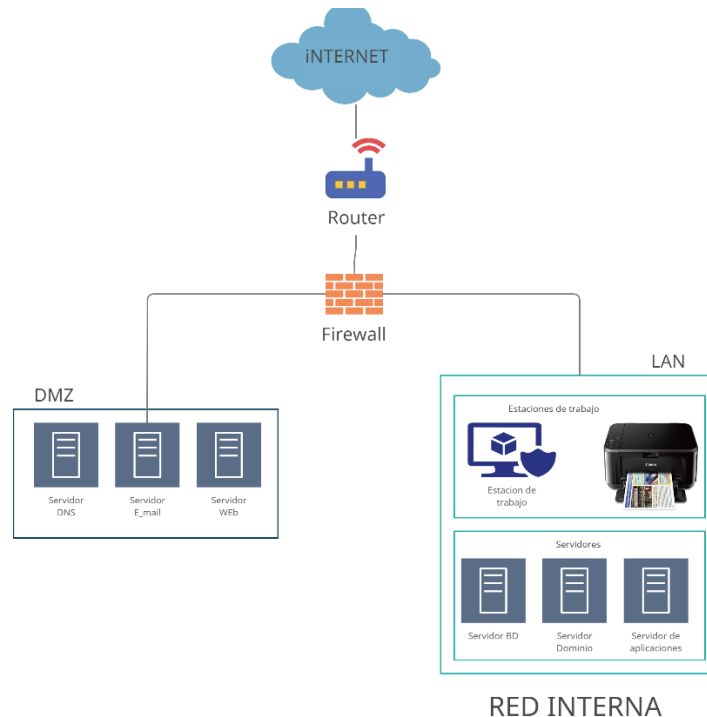 iNTERNET
Router
Firewall
DMZ
Servidor
DNS
Servidor
E_mail
Servidor
WEb
LAN
Estaciones de trabajo
Estacion de
trabajo
Canon
Servidores
Servidor BD
Servidor
Dominio
Servidor de
aplicaciones
RED INTERNA